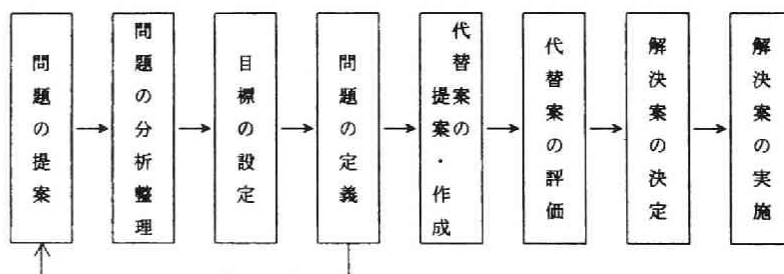 問題の提案
問題の分析整理
目標の設定
問題の定義
代替案の
提案・作成
代替案の評価
解決案の決定
解決案の実施